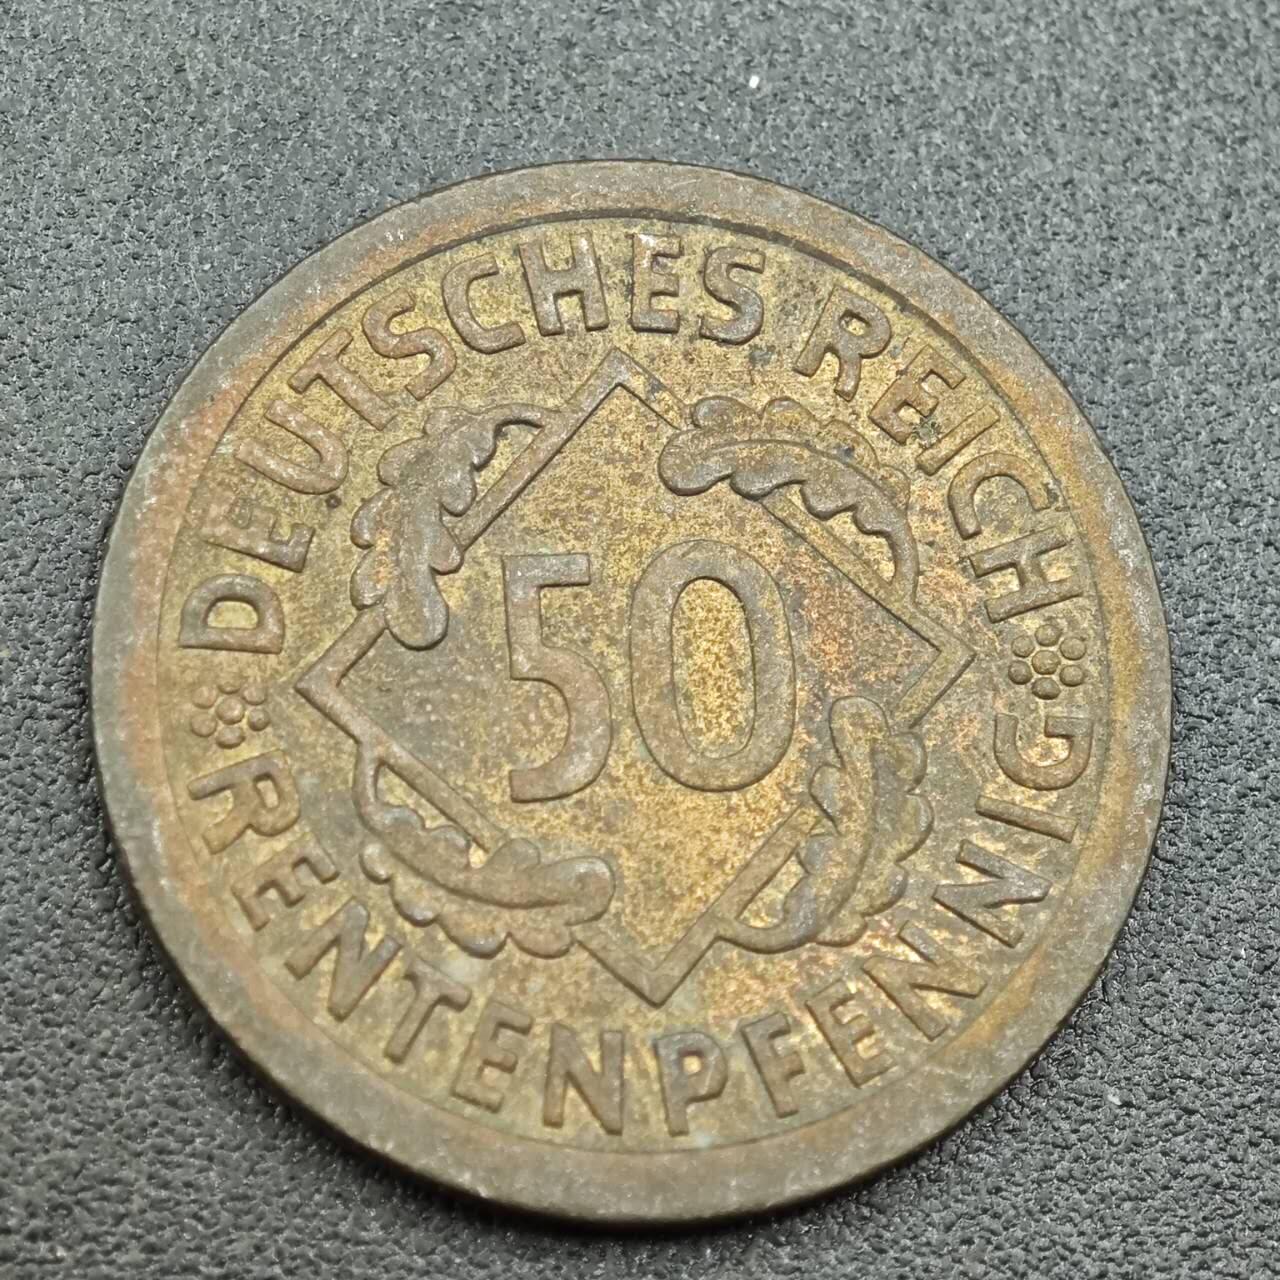 DEUTSCHES REICH
50
RENTENPFENNIG